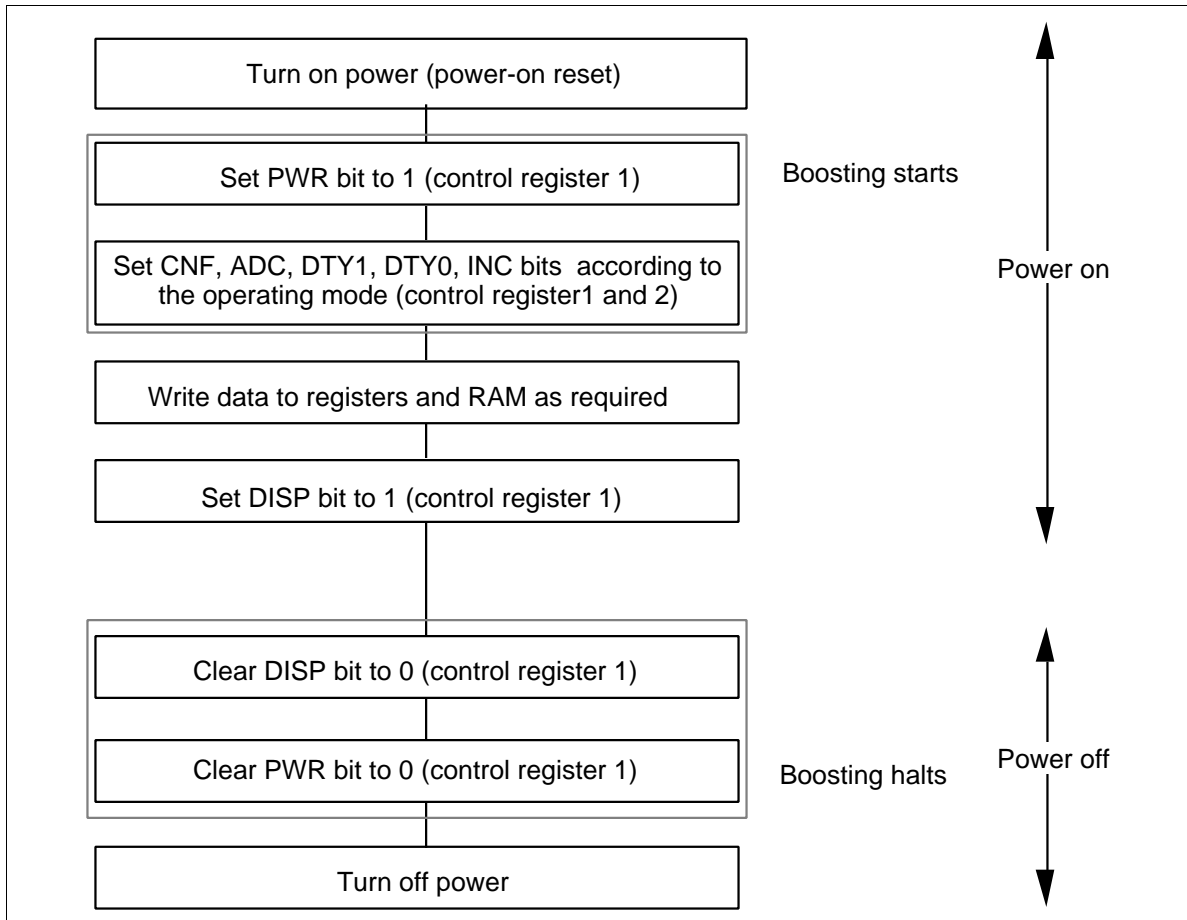 Turn on power (power-on reset)
Set PWR bit to 1 (control register 1)
Boosting starts
Set CNF, ADC, DTY1, DTY0, INC bits according to
the operating mode (control register1 and 2)
Power on
Write data to registers and RAM as required
Set DISP bit to 1 (control register 1)
Clear DISP bit to 0 (control register 1)
Clear PWR bit to 0 (control register 1)
Boosting halts
Power off
Turn off power